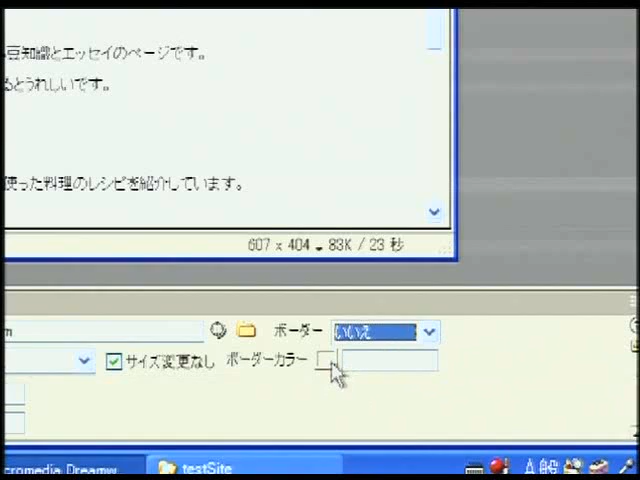 豆知識とエッセイのページです。
るとうれしいです。
使った料理のレシピを紹介しています。
607 x 404 - 83K / 23 秒
m
ボーダー いいえ
サイズ変更なし ボーダーカラー
cromedia Dreamw
testSite
A 般